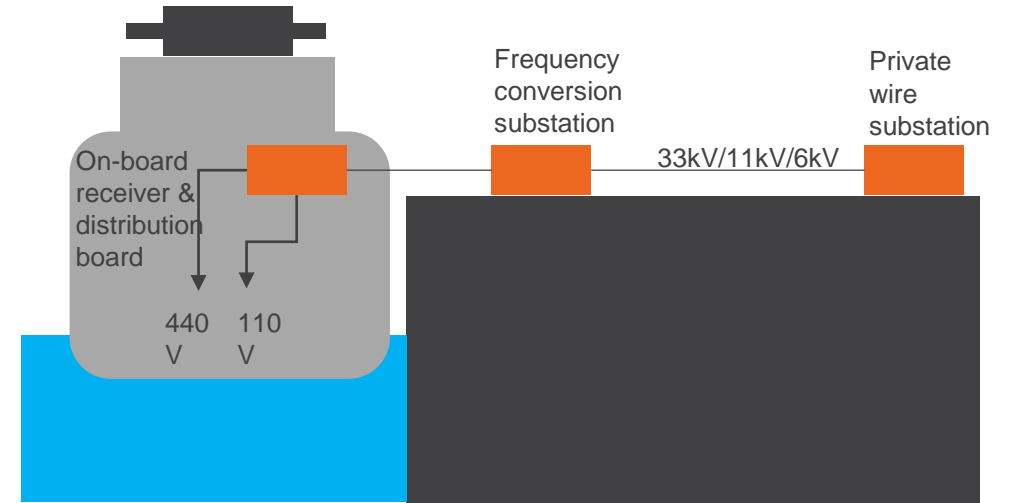 Frequency
conversion
substation
Private
wire
substation
33kV/11kV/6kV
On-board
receiver &
distribution
board
440
V
110
V